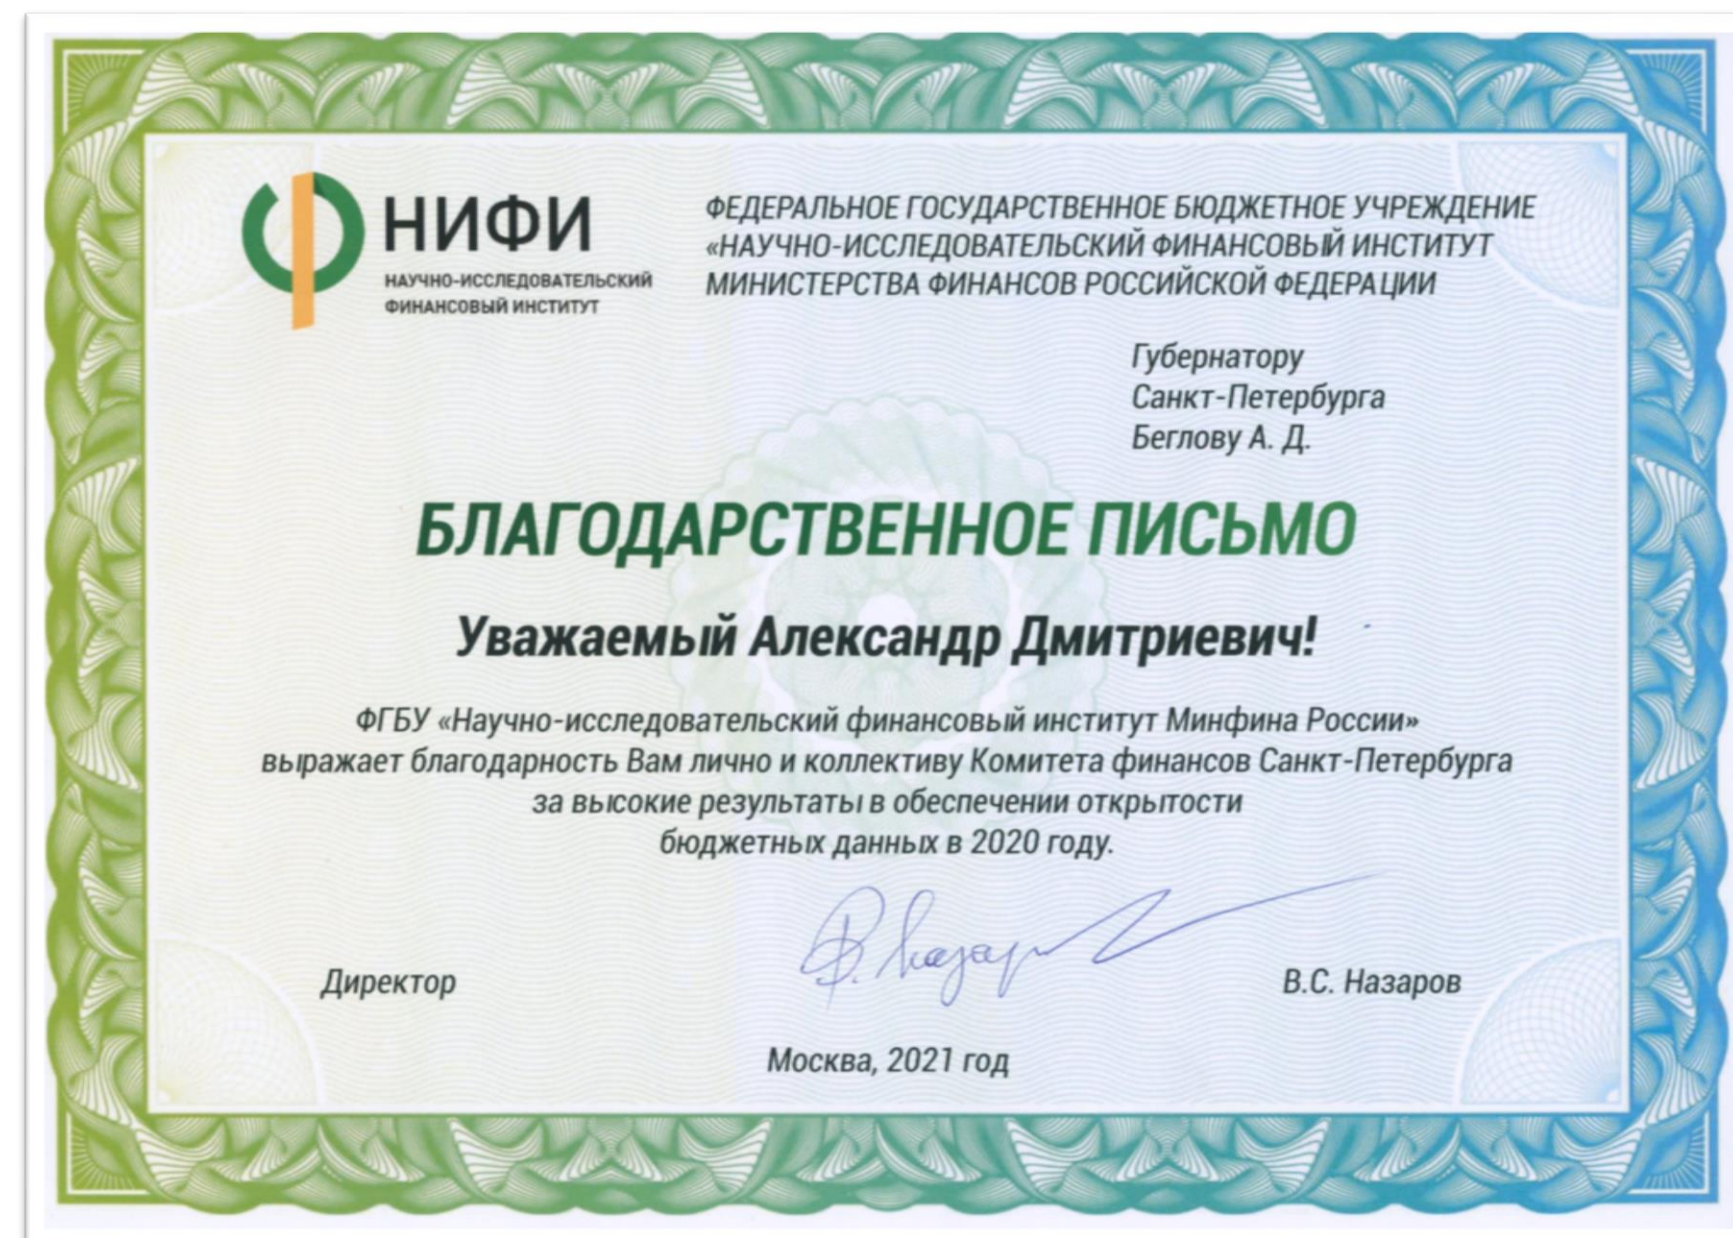 НИФИ
НАУЧНО-ИССЛЕДОВАТЕЛЬСКИЙ
ФИНАНСОВЫЙ ИНСТИТУТ
ФЕДЕРАЛЬНОЕ ГОСУДАРСТВЕННОЕ БЮДЖЕТНОЕ УЧРЕЖДЕНИЕ
«НАУЧНО-ИССЛЕДОВАТЕЛЬСКИЙ ФИНАНСОВЫЙ ИНСТИТУТ
МИНИСТЕРСТВА ФИНАНСОВ РОССИЙСКОЙ ФЕДЕРАЦИИ
Губернатору
Санкт-Петербурга
Беглову А. Д.
БЛАГОДАРСТВЕННОЕ ПИСЬМО
Уважаемый Александр Дмитриевич!
ФГБУ «Научно-исследовательский финансовый институт Минфина России»
выражает благодарность Вам лично и коллективу Комитета финансов Санкт-Петербурга
за высокие результаты в обеспечении открытости
бюджетных данных в 2020 году.
Директор
В.С. Назаров
Москва, 2021 год